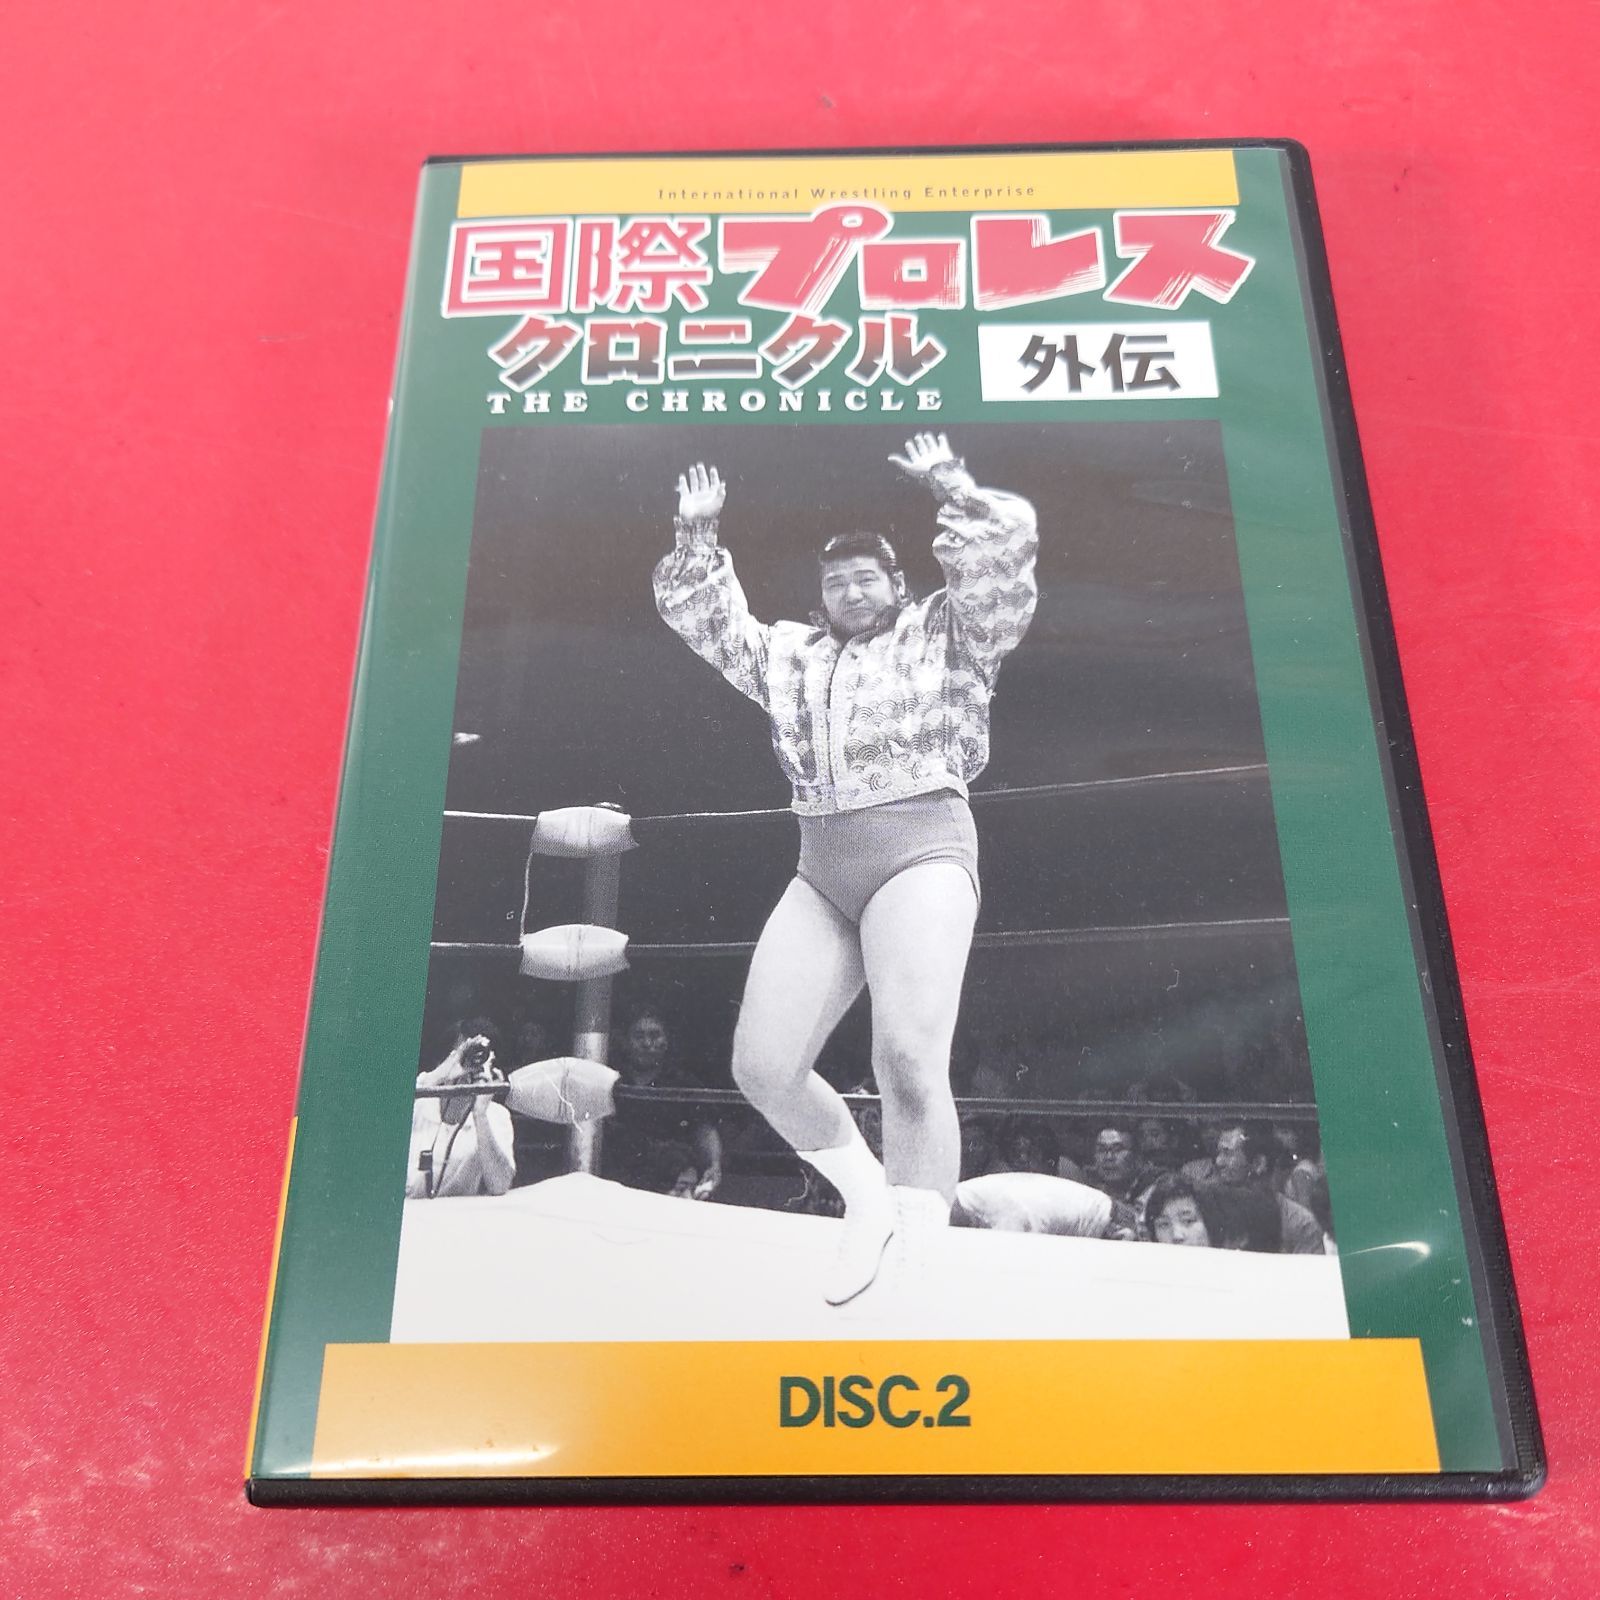 International Wrestling Enterprise
国際プロレス
クロニクル 外伝
THE CHRONICLE
DISC.2